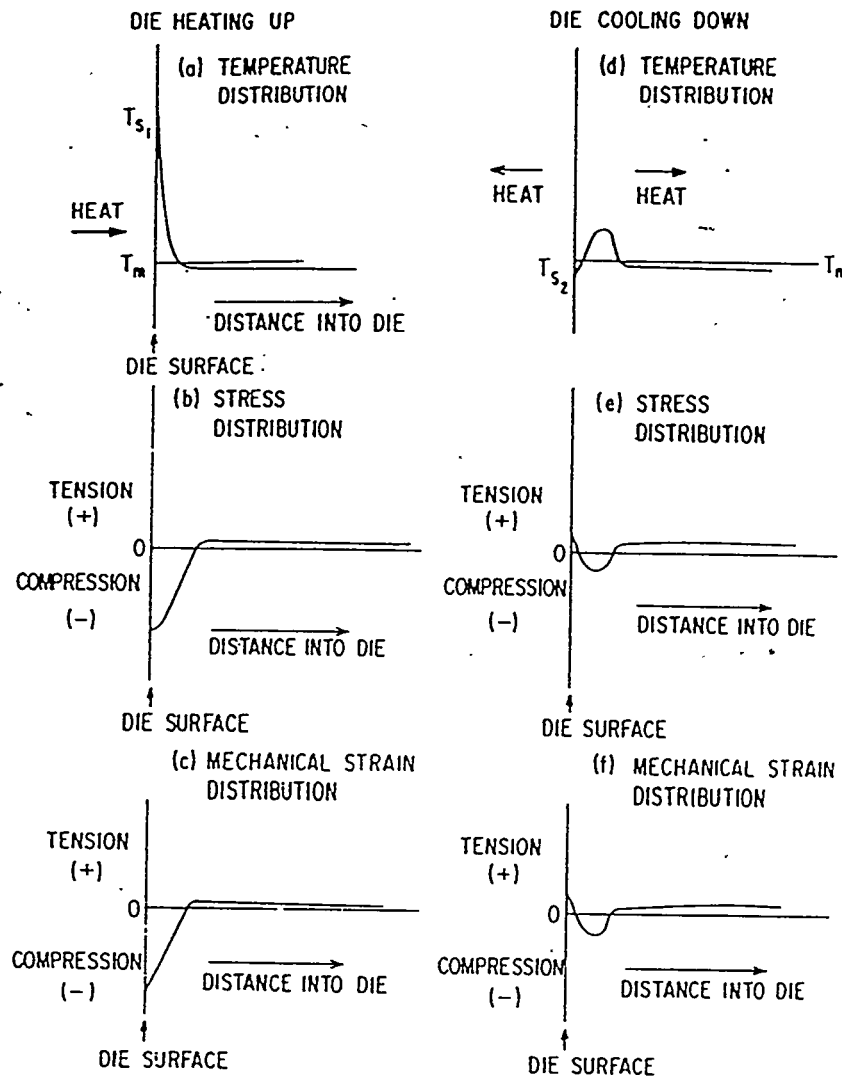 DIE HEATING UP
(a) TEMPERATURE
DISTRIBUTION
TS1
HEAT
Tm
DISTANCE INTO DIE
DIE SURFACE
(b) STRESS
DISTRIBUTION
TENSION
(+)
0
COMPRESSION
(−)
DISTANCE INTO DIE
DIE SURFACE
(c) MECHANICAL STRAIN
DISTRIBUTION
TENSION
(+)
0
COMPRESSION
(−)
DISTANCE INTO DIE
DIE SURFACE
DIE COOLING DOWN
(d) TEMPERATURE
DISTRIBUTION
HEAT
HEAT
TS2
(e) STRESS
DISTRIBUTION
TENSION
(+)
0
COMPRESSION
(−)
DISTANCE INTO DIE
DIE SURFACE
(f) MECHANICAL STRAIN
DISTRIBUTION
TENSION
(+)
0
COMPRESSION
(−)
DISTANCE INTO DIE
DIE SURFACE